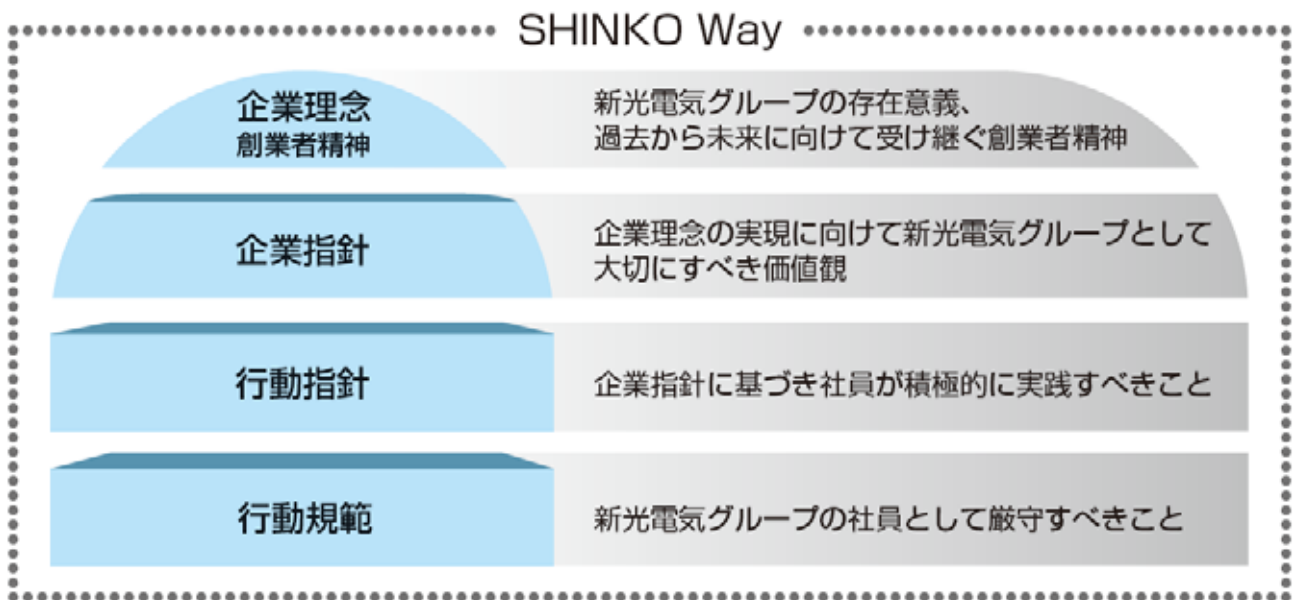 SHINKO Way
企業理念
創業者精神
新光電気グループの存在意義、
過去から未来に向けて受け継ぐ創業者精神
企業指針
企業理念の実現に向けて新光電気グループとして
大切にすべき価値観
行動指針
企業指針に基づき社員が積極的に実践すべきこと
行動規範
新光電気グループの社員として厳守すべきこと